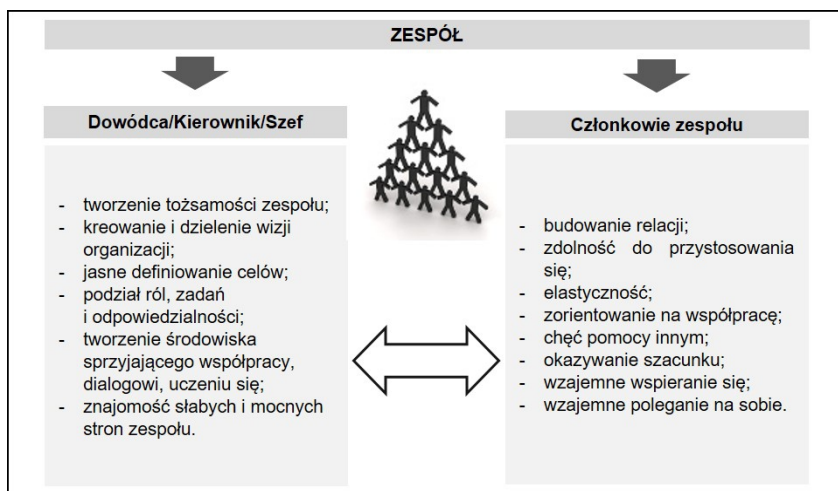 ZESPÓŁ
Dowódca/Kierownik/Szef
- tworzenie tożsamości zespołu;
- kreowanie i dzielenie wizji
organizacji;
- jasne definiowanie celów;
- podział ról, zadań
i odpowiedzialności;
- tworzenie środowiska
sprzyjającego współpracy,
dialogowi, uczeniu się;
- znajomość słabych i mocnych
stron zespołu.
Członkowie zespołu
- budowanie relacji;
- zdolność do przystosowania
się;
- elastyczność;
- zorientowanie na współpracę;
- chęć pomocy innym;
- okazywanie szacunku;
- wzajemne wspieranie się;
- wzajemne poleganie na sobie.